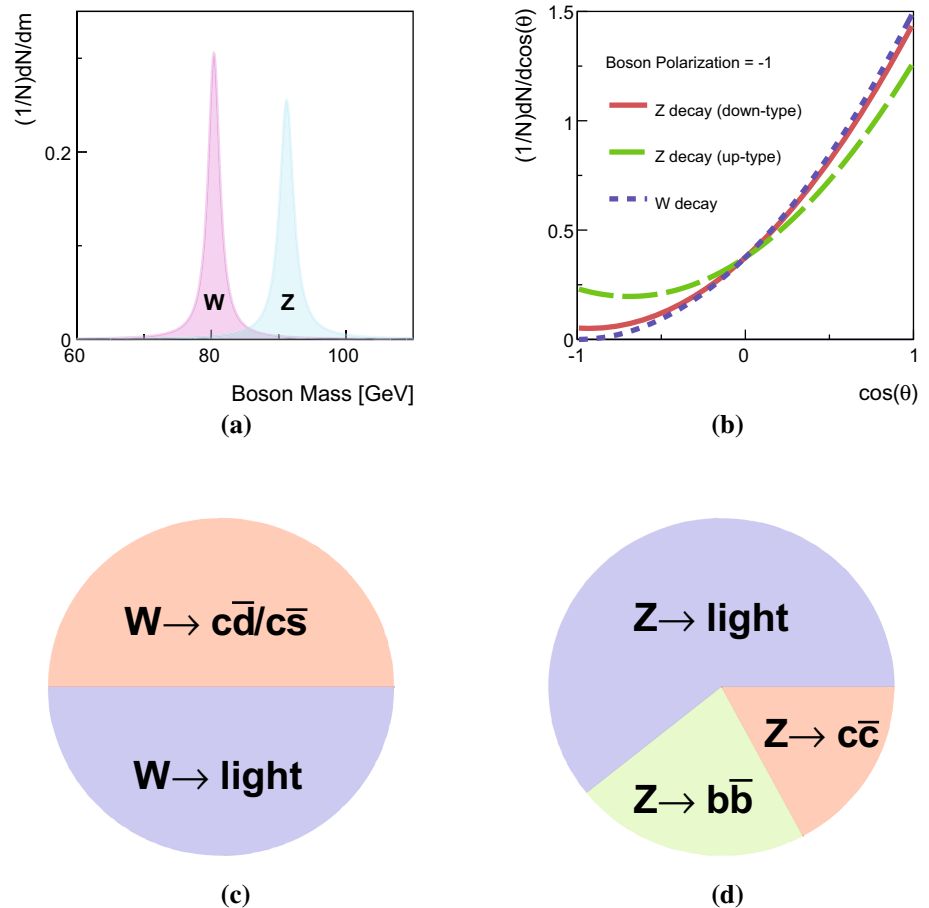 (1/N)dN/dm
0.2
0
W
Z
60
80
100
Boson Mass [GeV]
(a)
(1/N)dN/dcos(θ)
1.5
1
0.5
0
Boson Polarization = -1
Z decay (down-type)
Z decay (up-type)
W decay
-1
0
1
cos(θ)
(b)
W→ cd̅/cs̅
W→ light
(c)
Z→ light
Z→ cc̅
Z→ bb̅
(d)